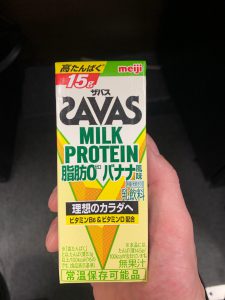 高たんぱく
15g
meiji
ザバス
SAVAS
MILK
PROTEIN
脂肪0 バナナ風味
乳飲料
理想のカラダへ
ビタミンB6 & ビタミンD 配合
無果汁
常温保存可能品